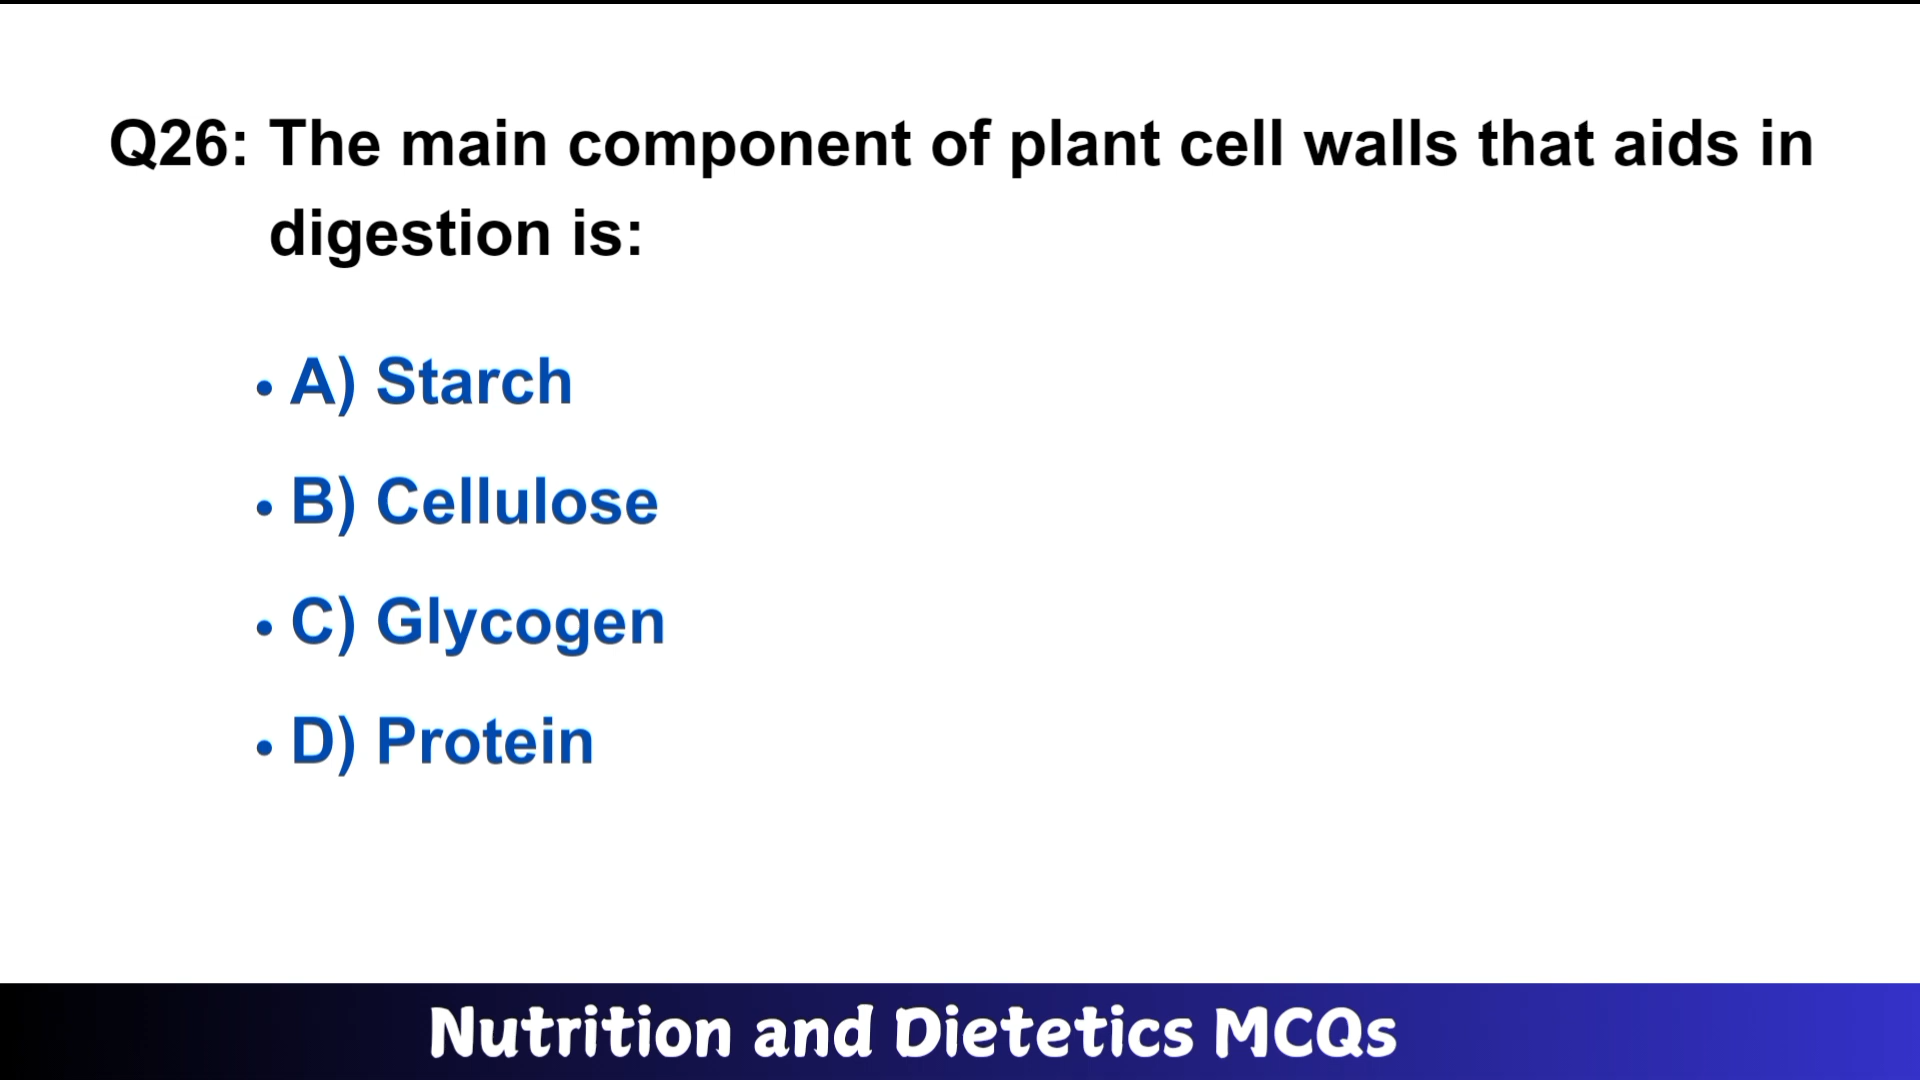 Q26: The main component of plant cell walls that aids in
digestion is:
• A) Starch
• B) Cellulose
• C) Glycogen
• D) Protein
Nutrition and Dietetics MCQs